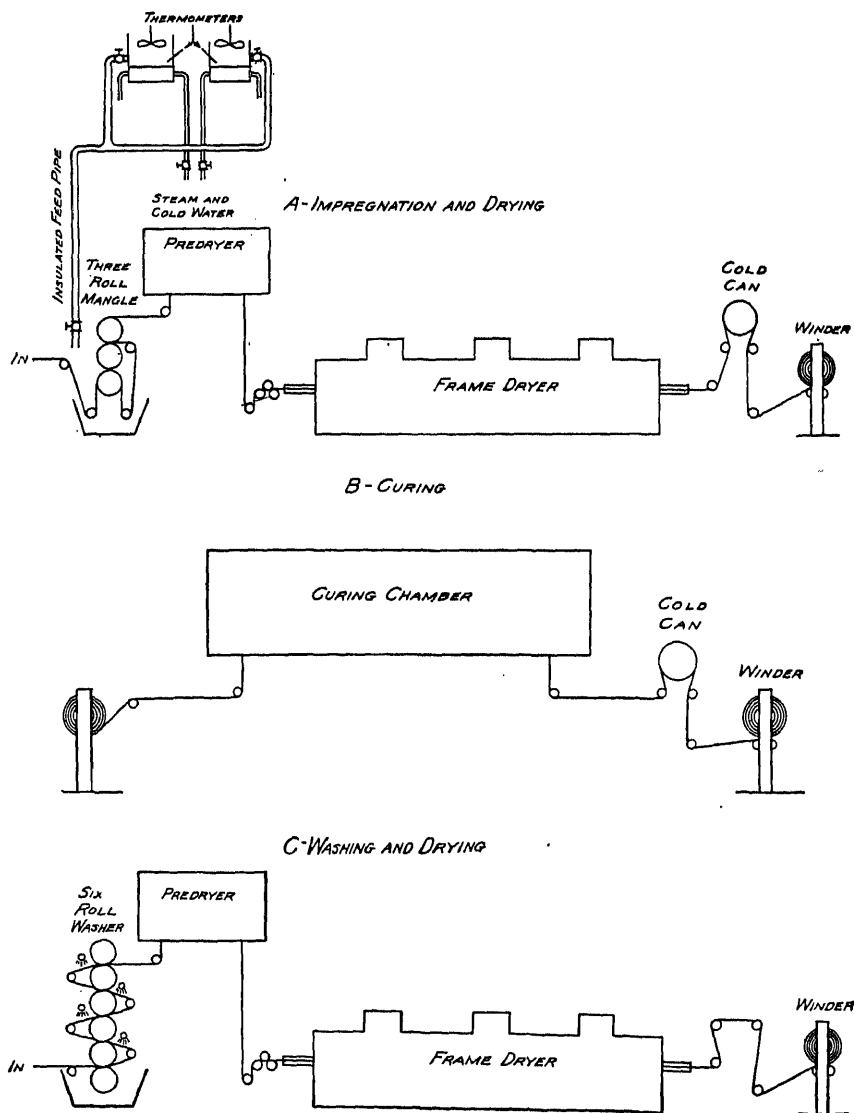 THERMOMETERS
INSULATED FEED PIPE
STEAM AND
COLD WATER
A-IMPREGNATION AND DRYING
PREDRYER
THREE
ROLL
MANGLE
COLD
CAN
WINDER
IN
FRAME DRYER
B-CURING
CURING CHAMBER
COLD
CAN
WINDER
C-WASHING AND DRYING
PREDRYER
SIX
ROLL
WASHER
WINDER
IN
FRAME DRYER